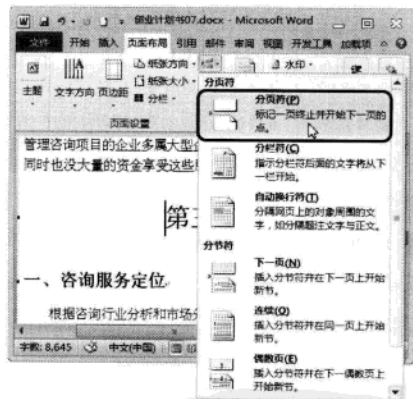 创业计划书07.docx - Microsoft Word
文件 开始 插入 页面布局 引用 邮件 审阅 视图 开发工具 加载项
主题 文字方向 页边距
纸张方向
纸张大小
分栏
水印
页面设置
管理咨询项目的企业多属大型
同时也没大量的资金享受这些
第
一、咨询服务定位
根据咨询行业分析和市场
字数: 8,645 中文(中国)
分页符
分页符(P)
标记一页终止并开始下一页的
点。
分栏符(C)
指示分栏符后面的文字将从下
一栏开始。
自动换行符(T)
分隔网页上的对象周围的文
字，如分隔题注文字与正文。
分节符
下一页(N)
插入分节符并在下一页上开始
新节。
连续(O)
插入分节符并在同一页上开始
新节。
偶数页(E)
插入分节符并在下一偶数页上
开始新节。